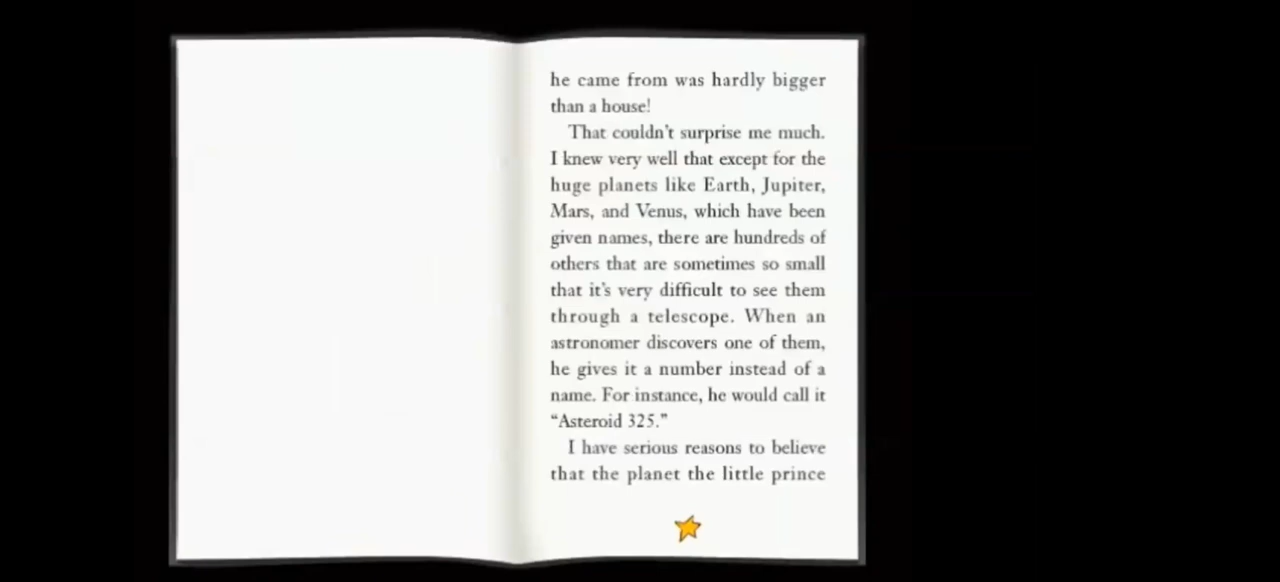 he came from was hardly bigger
than a house!
That couldn't surprise me much.
I knew very well that except for the
huge planets like Earth, Jupiter,
Mars, and Venus, which have been
given names, there are hundreds of
others that are sometimes so small
that it's very difficult to see them
through a telescope. When an
astronomer discovers one of them,
he gives it a number instead of a
name. For instance, he would call it
“Asteroid 325.”
I have serious reasons to believe
that the planet the little prince